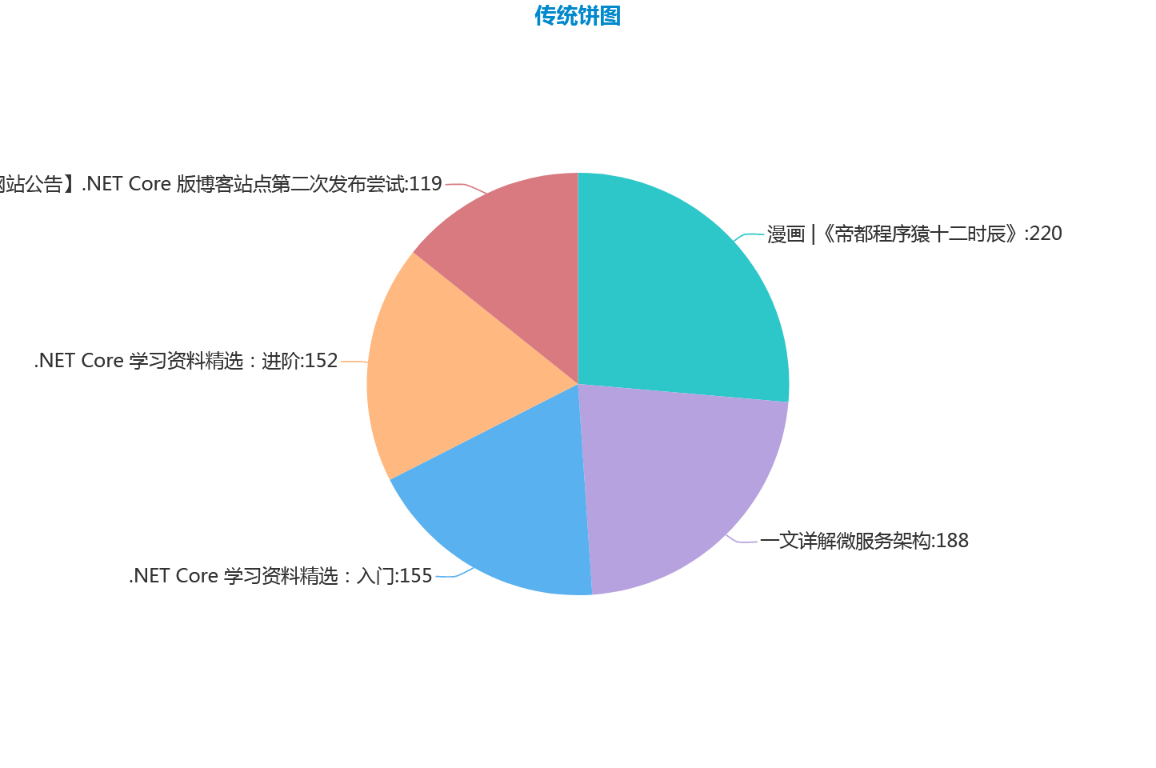 传统饼图
网站公告】.NET Core 版博客站点第二次发布尝试:119
漫画 |《帝都程序猿十二时辰》:220
.NET Core 学习资料精选：进阶:152
一文详解微服务架构:188
.NET Core 学习资料精选：入门:155